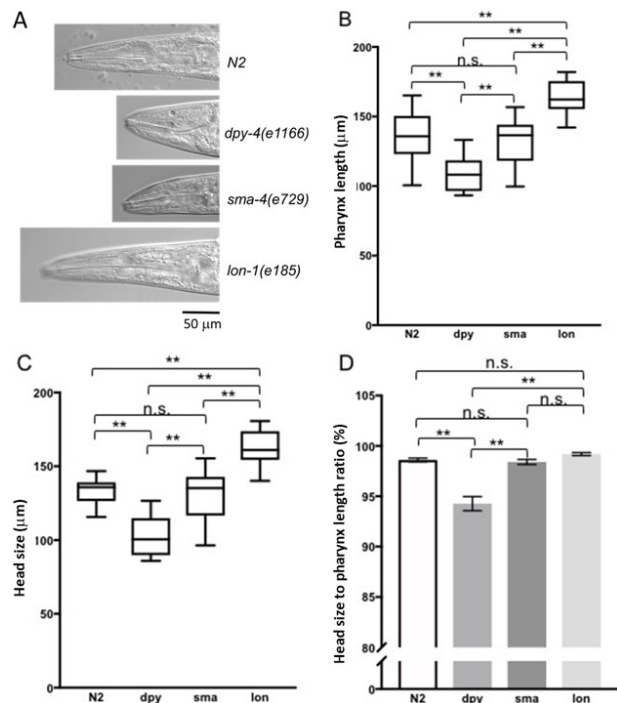 A
N2
dpy-4(e1166)
sma-4(e729)
lon-1(e185)
50 μm
B
**
**
n.s. **
** **
Pharynx length (μm)
200
150
100
50
0
N2 dpy sma lon
C
**
**
n.s. **
** **
Head size (μm)
200
150
100
50
0
N2 dpy sma lon
D
n.s.
**
n.s. n.s.
** **
Head size to pharynx length ratio (%)
105
100
95
90
85
80
0
N2 dpy sma lon